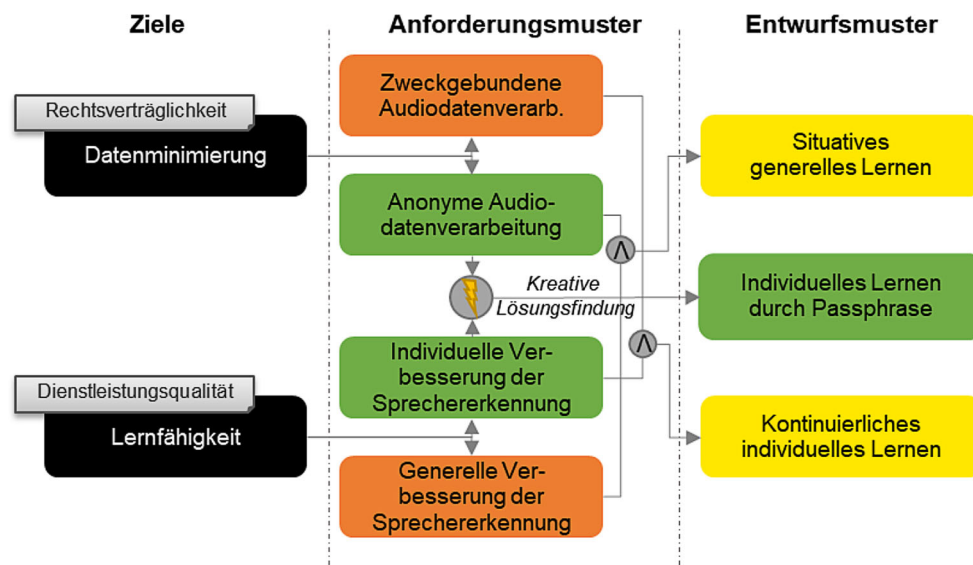 Ziele
Anforderungsmuster
Entwurfsmuster
Rechtsverträglichkeit
Datenminimierung
Zweckgebundene
Audiodatenverarb.
Anonyme Audio-
datenverarbeitung
Kreative
Lösungsfindung
Individuelle Ver-
besserung der
Sprechererkennung
Dienstleistungsqualität
Lernfähigkeit
Generelle Ver-
besserung der
Sprechererkennung
Λ
Λ
Situatives
generelles Lernen
Individuelles Lernen
durch Passphrase
Kontinuierliches
individuelles Lernen